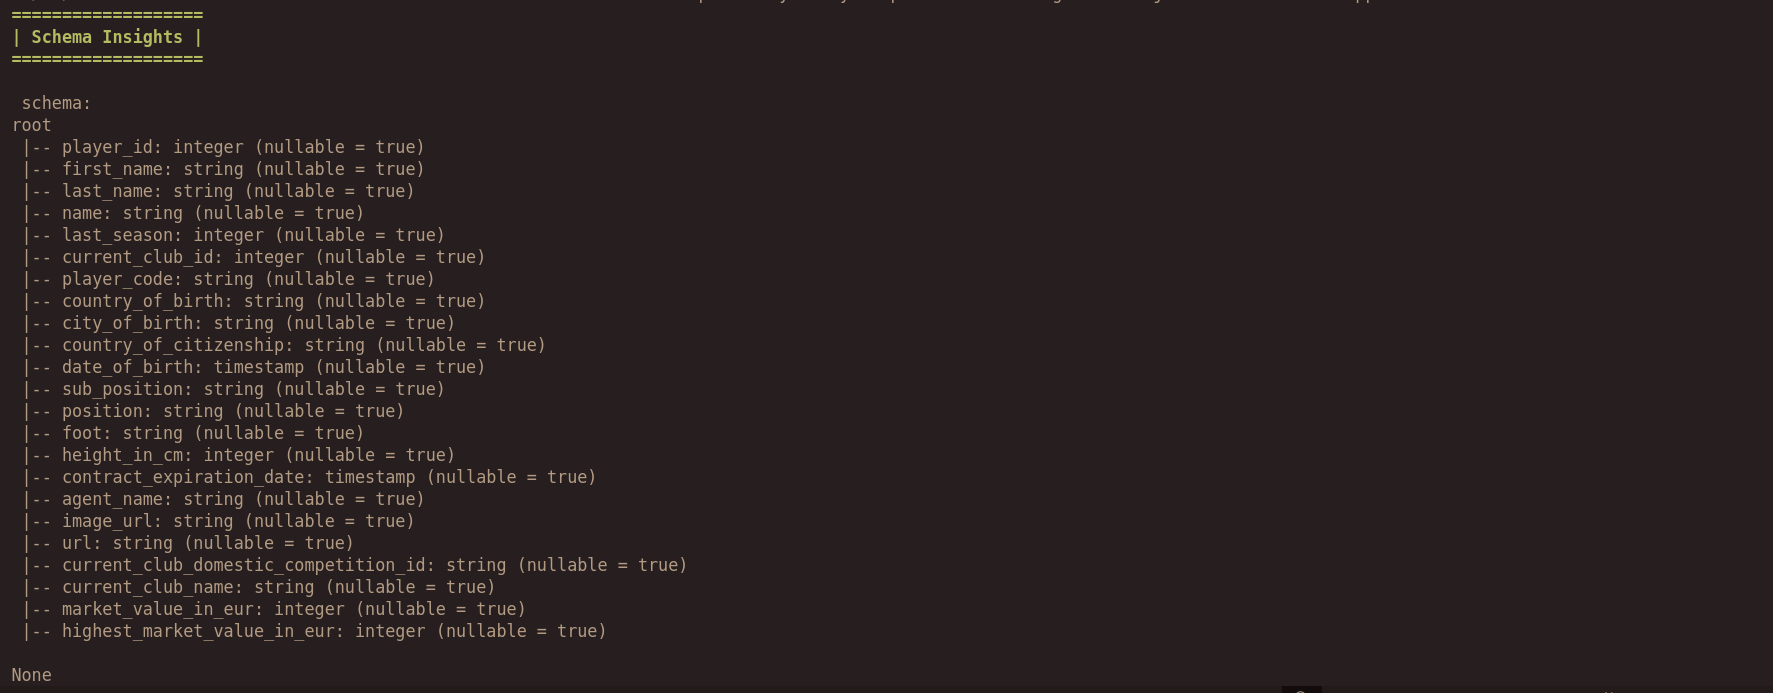 ===================
| Schema Insights |
===================
 schema:
root
 |-- player_id: integer (nullable = true)
 |-- first_name: string (nullable = true)
 |-- last_name: string (nullable = true)
 |-- name: string (nullable = true)
 |-- last_season: integer (nullable = true)
 |-- current_club_id: integer (nullable = true)
 |-- player_code: string (nullable = true)
 |-- country_of_birth: string (nullable = true)
 |-- city_of_birth: string (nullable = true)
 |-- country_of_citizenship: string (nullable = true)
 |-- date_of_birth: timestamp (nullable = true)
 |-- sub_position: string (nullable = true)
 |-- position: string (nullable = true)
 |-- foot: string (nullable = true)
 |-- height_in_cm: integer (nullable = true)
 |-- contract_expiration_date: timestamp (nullable = true)
 |-- agent_name: string (nullable = true)
 |-- image_url: string (nullable = true)
 |-- url: string (nullable = true)
 |-- current_club_domestic_competition_id: string (nullable = true)
 |-- current_club_name: string (nullable = true)
 |-- market_value_in_eur: integer (nullable = true)
 |-- highest_market_value_in_eur: integer (nullable = true)
None